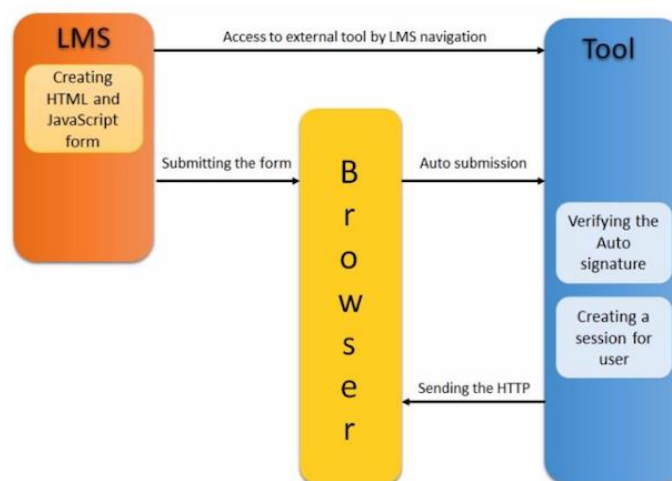 LMS
Access to external tool by LMS navigation
Tool
Creating
HTML and
JavaScript
form
Submitting the form
Browser
Auto submission
Verifying the
Auto
signature
Creating a
session for
user
Sending the HTTP